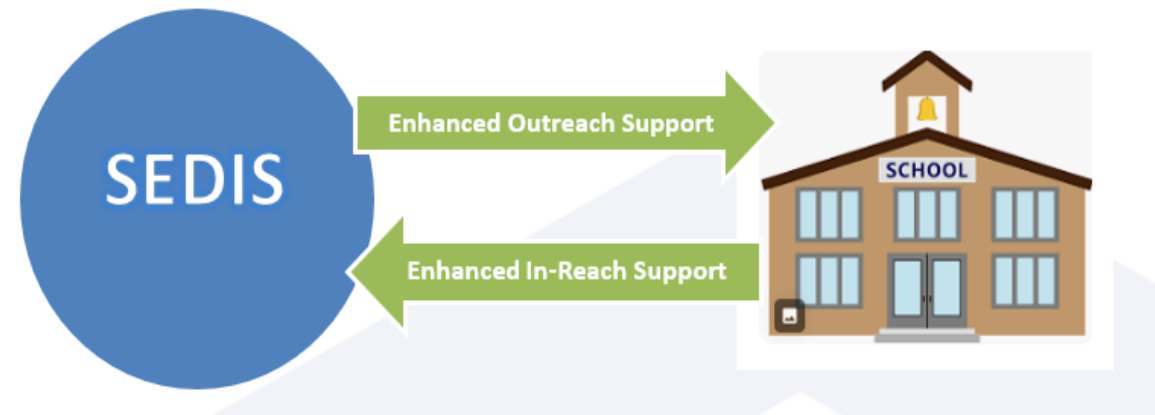 SEDIS
Enhanced Outreach Support
SCHOOL
Enhanced In-Reach Support